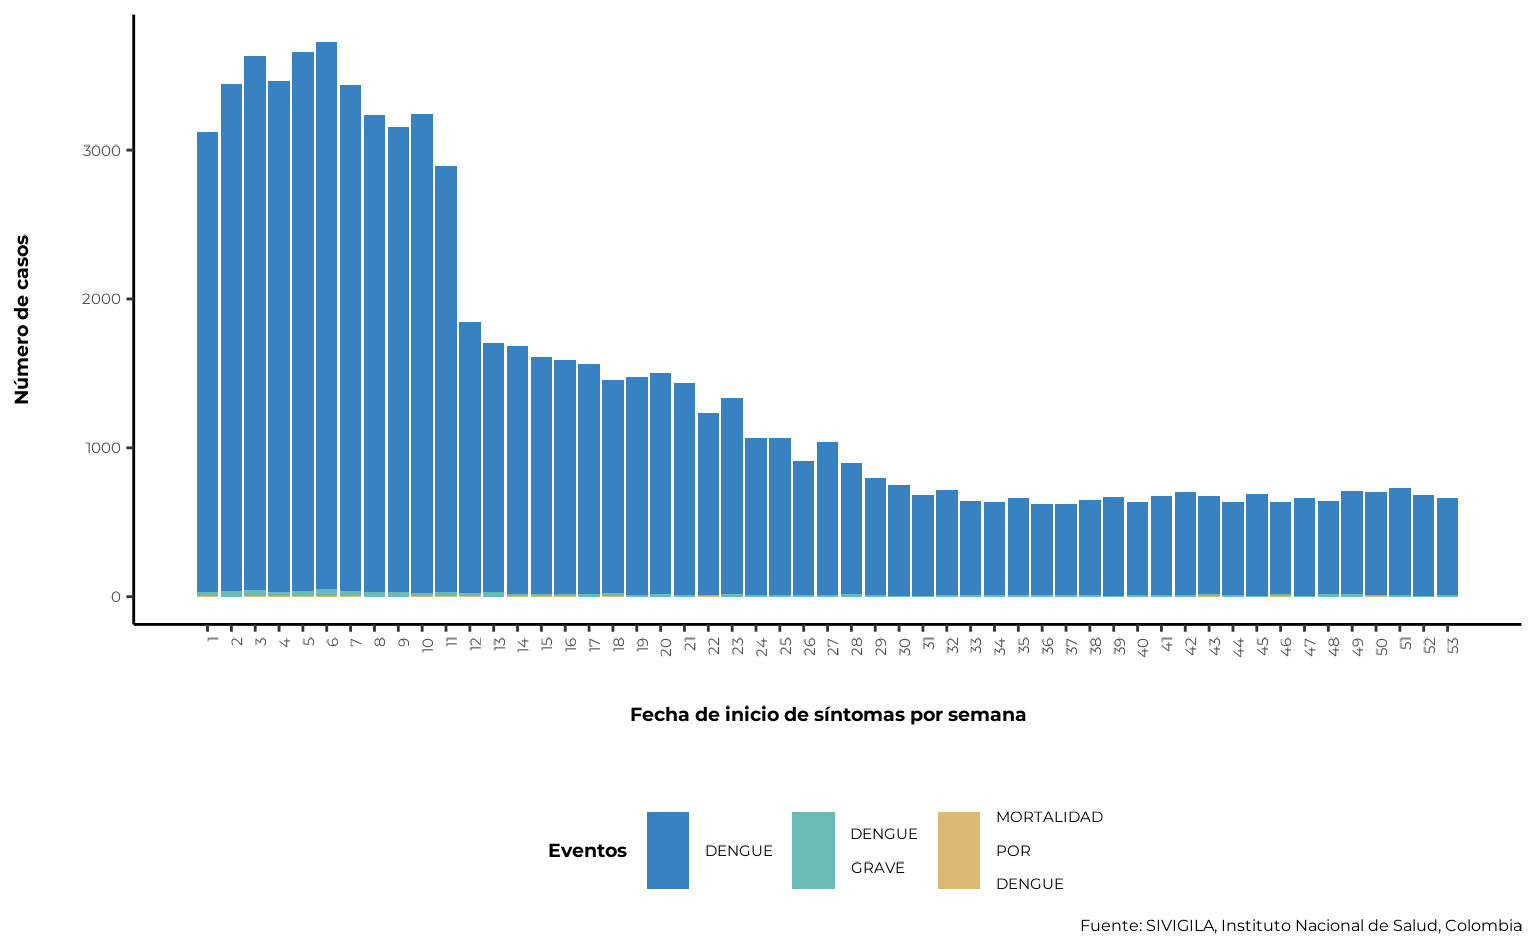 Número de casos
3000
2000
1000
0
1 2 3 4 5 6 7 8 9 10 11 12 13 14 15 16 17 18 19 20 21 22 23 24 25 26 27 28 29 30 31 32 33 34 35 36 37 38 39 40 41 42 43 44 45 46 47 48 49 50 51 52 53
Fecha de inicio de síntomas por semana
Eventos
DENGUE
DENGUE
GRAVE
MORTALIDAD
POR
DENGUE
Fuente: SIVIGILA, Instituto Nacional de Salud, Colombia